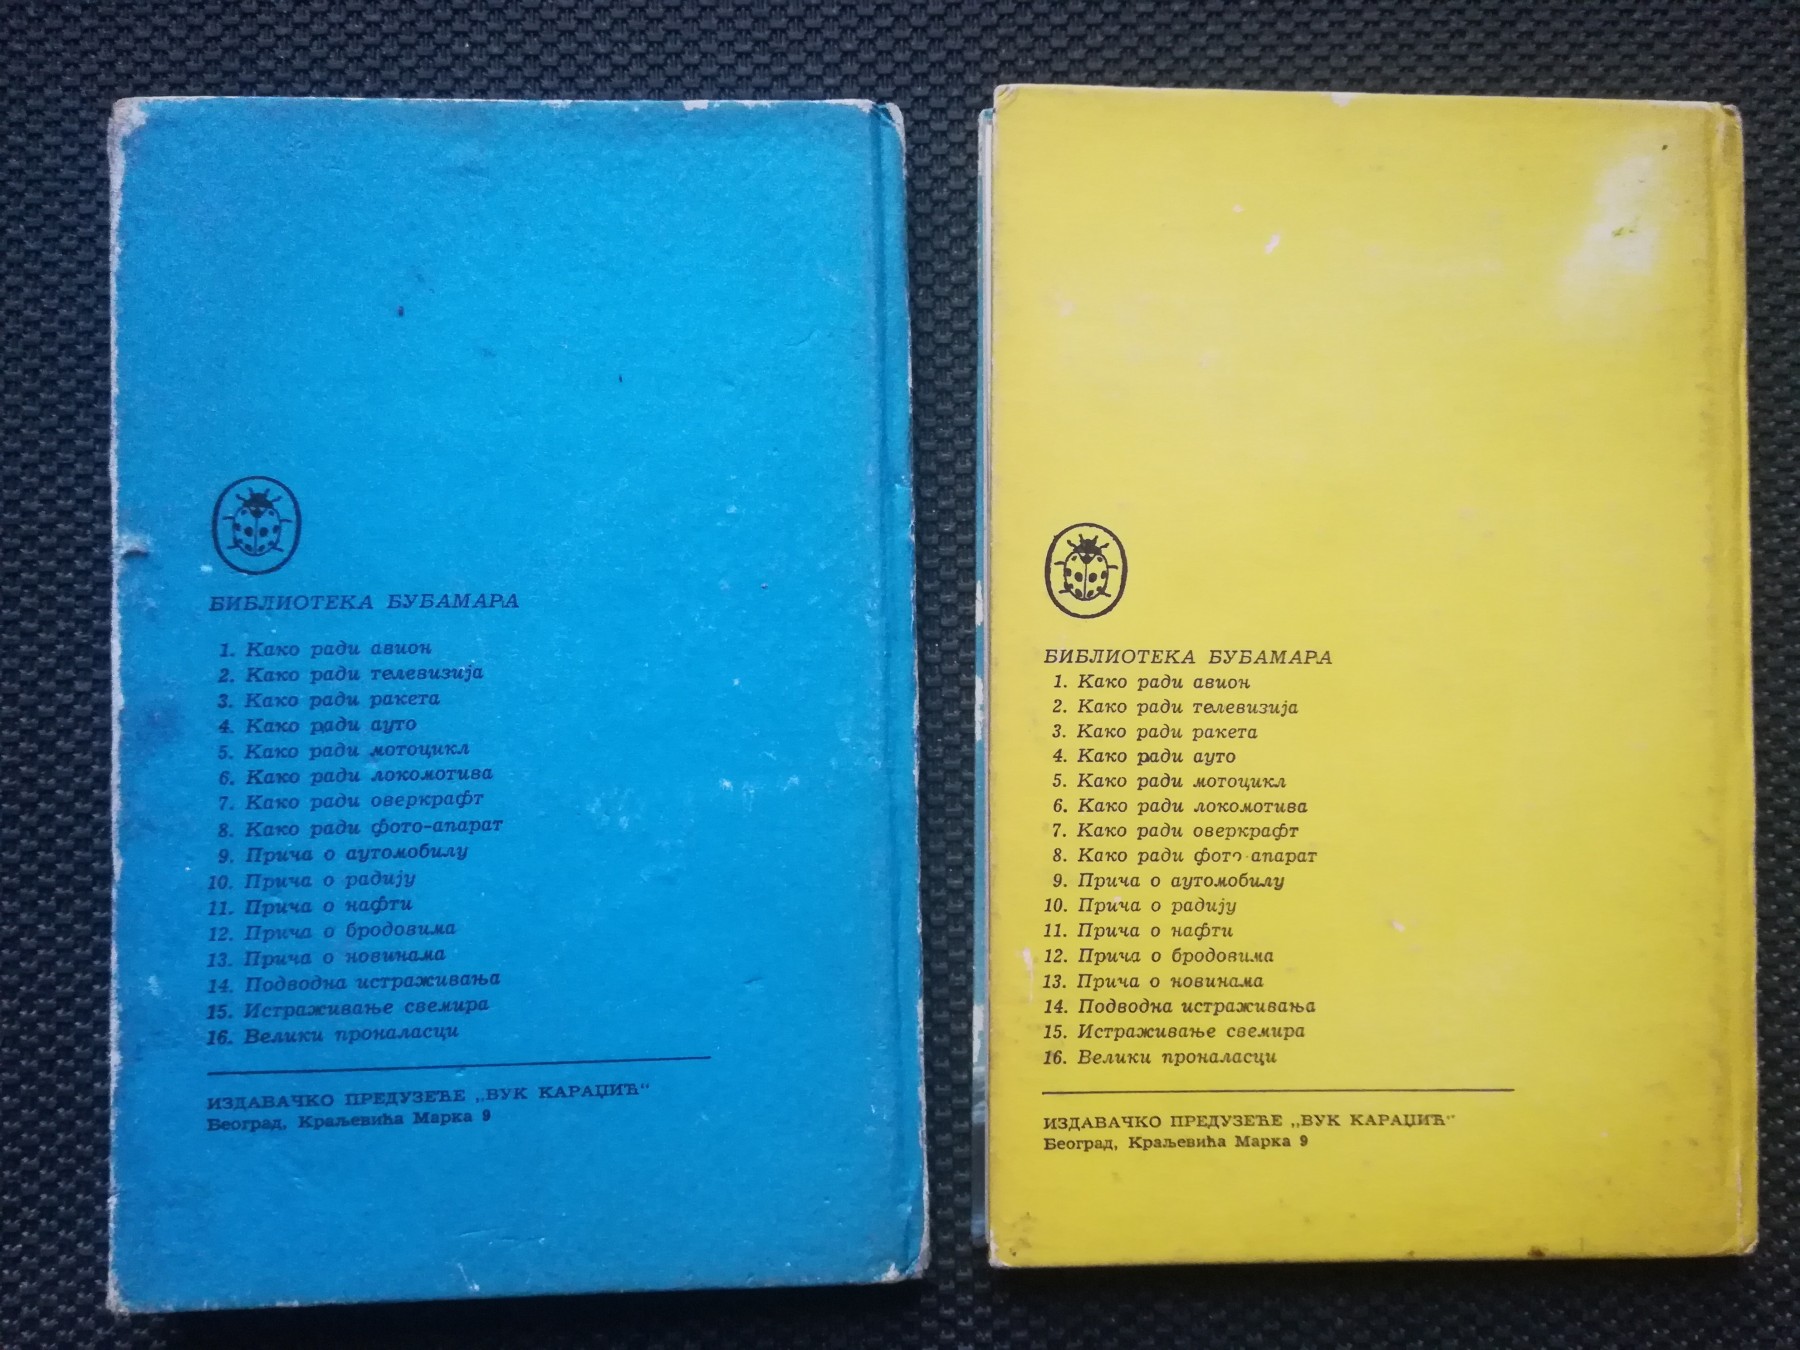 БИБЛИОТЕКА БУБАМАРА
1. Како ради авион
2. Како ради телевизија
3. Како ради ракета
4. Како ради ауто
5. Како ради мотоцикл
6. Како ради локомотива
7. Како ради оверкрафт
8. Како ради фото-апарат
9. Прича о аутомобилу
10. Прича о радију
11. Прича о нафти
12. Прича о бродовима
13. Прича о новинама
14. Подводна истраживања
15. Истраживање свемира
16. Велики проналасци
ИЗДАВАЧКО ПРЕДУЗЕЋЕ „ВУК КАРАЏИЋ“
Београд, Краљевића Марка 9
БИБЛИОТЕКА БУБАМАРА
1. Како ради авион
2. Како ради телевизија
3. Како ради ракета
4. Како ради ауто
5. Како ради мотоцикл
6. Како ради локомотива
7. Како ради оверкрафт
8. Како ради фото-апарат
9. Прича о аутомобилу
10. Прича о радију
11. Прича о нафти
12. Прича о бродовима
13. Прича о новинама
14. Подводна истраживања
15. Истраживање свемира
16. Велики проналасци
ИЗДАВАЧКО ПРЕДУЗЕЋЕ „ВУК КАРАЏИЋ“
Београд, Краљевића Марка 9